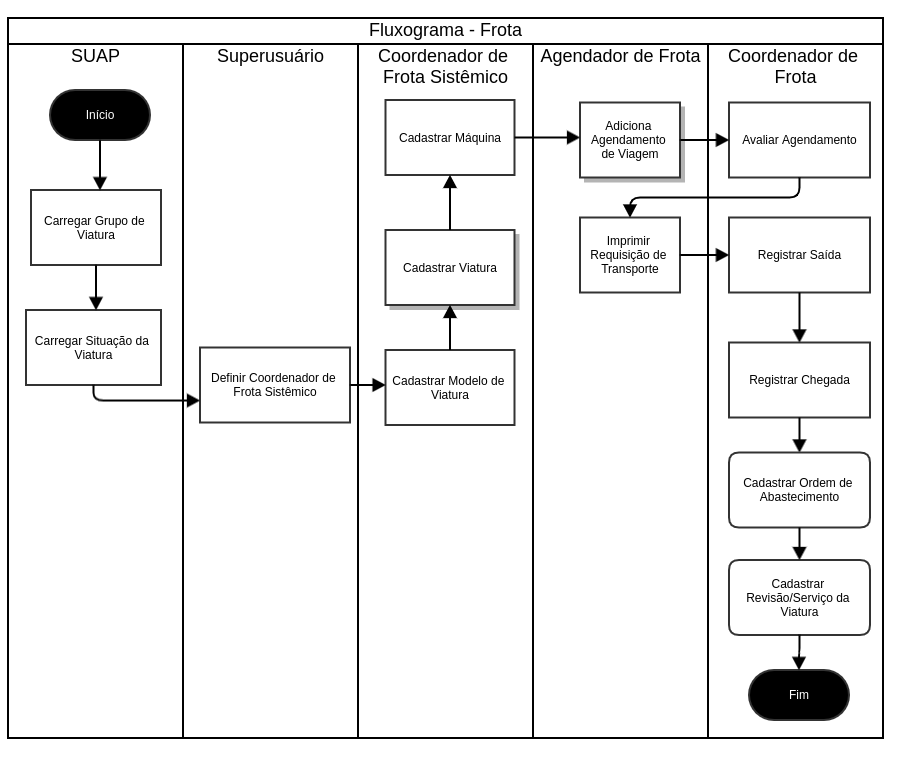 Fluxograma - Frota
SUAP
Superusuário
Coordenador de
Frota Sistêmico
Agendador de Frota
Coordenador de
Frota
Início
Carregar Grupo de
Viatura
Carregar Situação da
Viatura
Definir Coordenador de
Frota Sistêmico
Cadastrar Modelo de
Viatura
Cadastrar Viatura
Cadastrar Máquina
Adiciona
Agendamento
de Viagem
Avaliar Agendamento
Imprimir
Requisição de
Transporte
Registrar Saída
Registrar Chegada
Cadastrar Ordem de
Abastecimento
Cadastrar
Revisão/Serviço da
Viatura
Fim